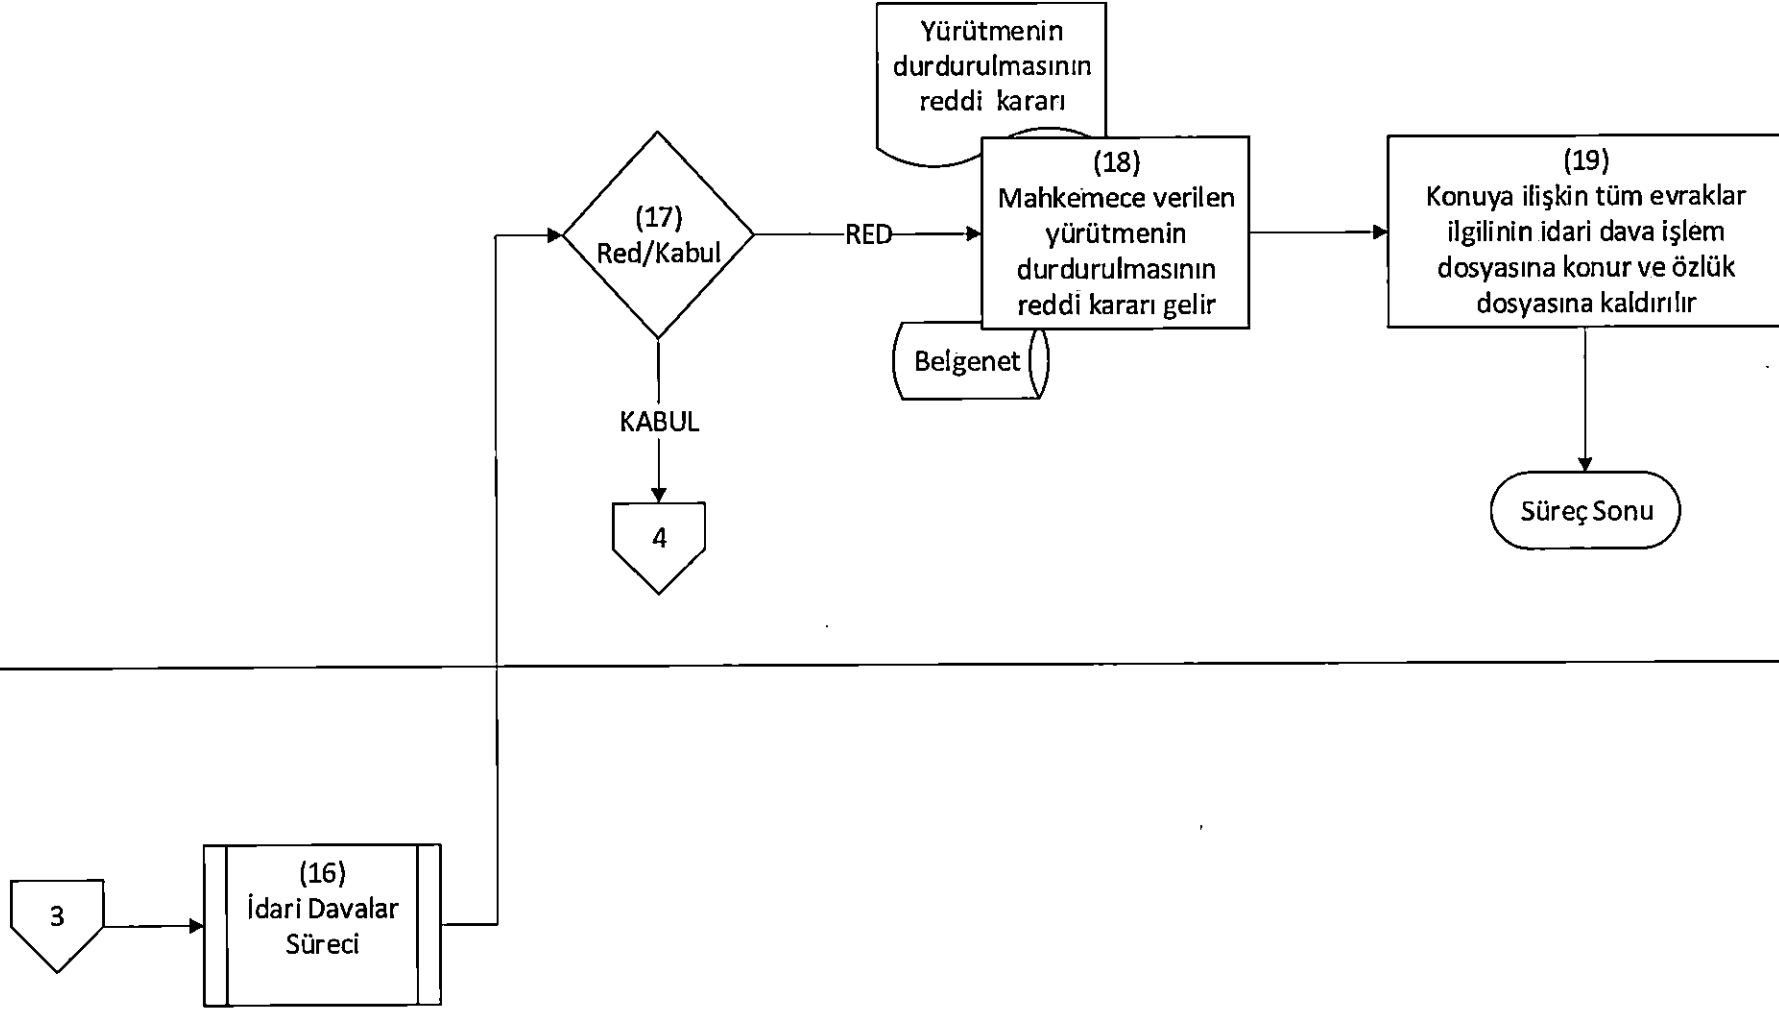 Yürütmenin
durdurulmasının
reddi kararı
(17)
Red/Kabul
RED
(18)
Mahkemece verilen
yürütmenin
durdurulmasının
reddi kararı gelir
Belgenet
(19)
Konuya ilişkin tüm evraklar
ilgilinin idari dava işlem
dosyasına konur ve özlük
dosyasına kaldırılır
KABUL
4
Süreç Sonu
3
(16)
İdari Davalar
Süreci